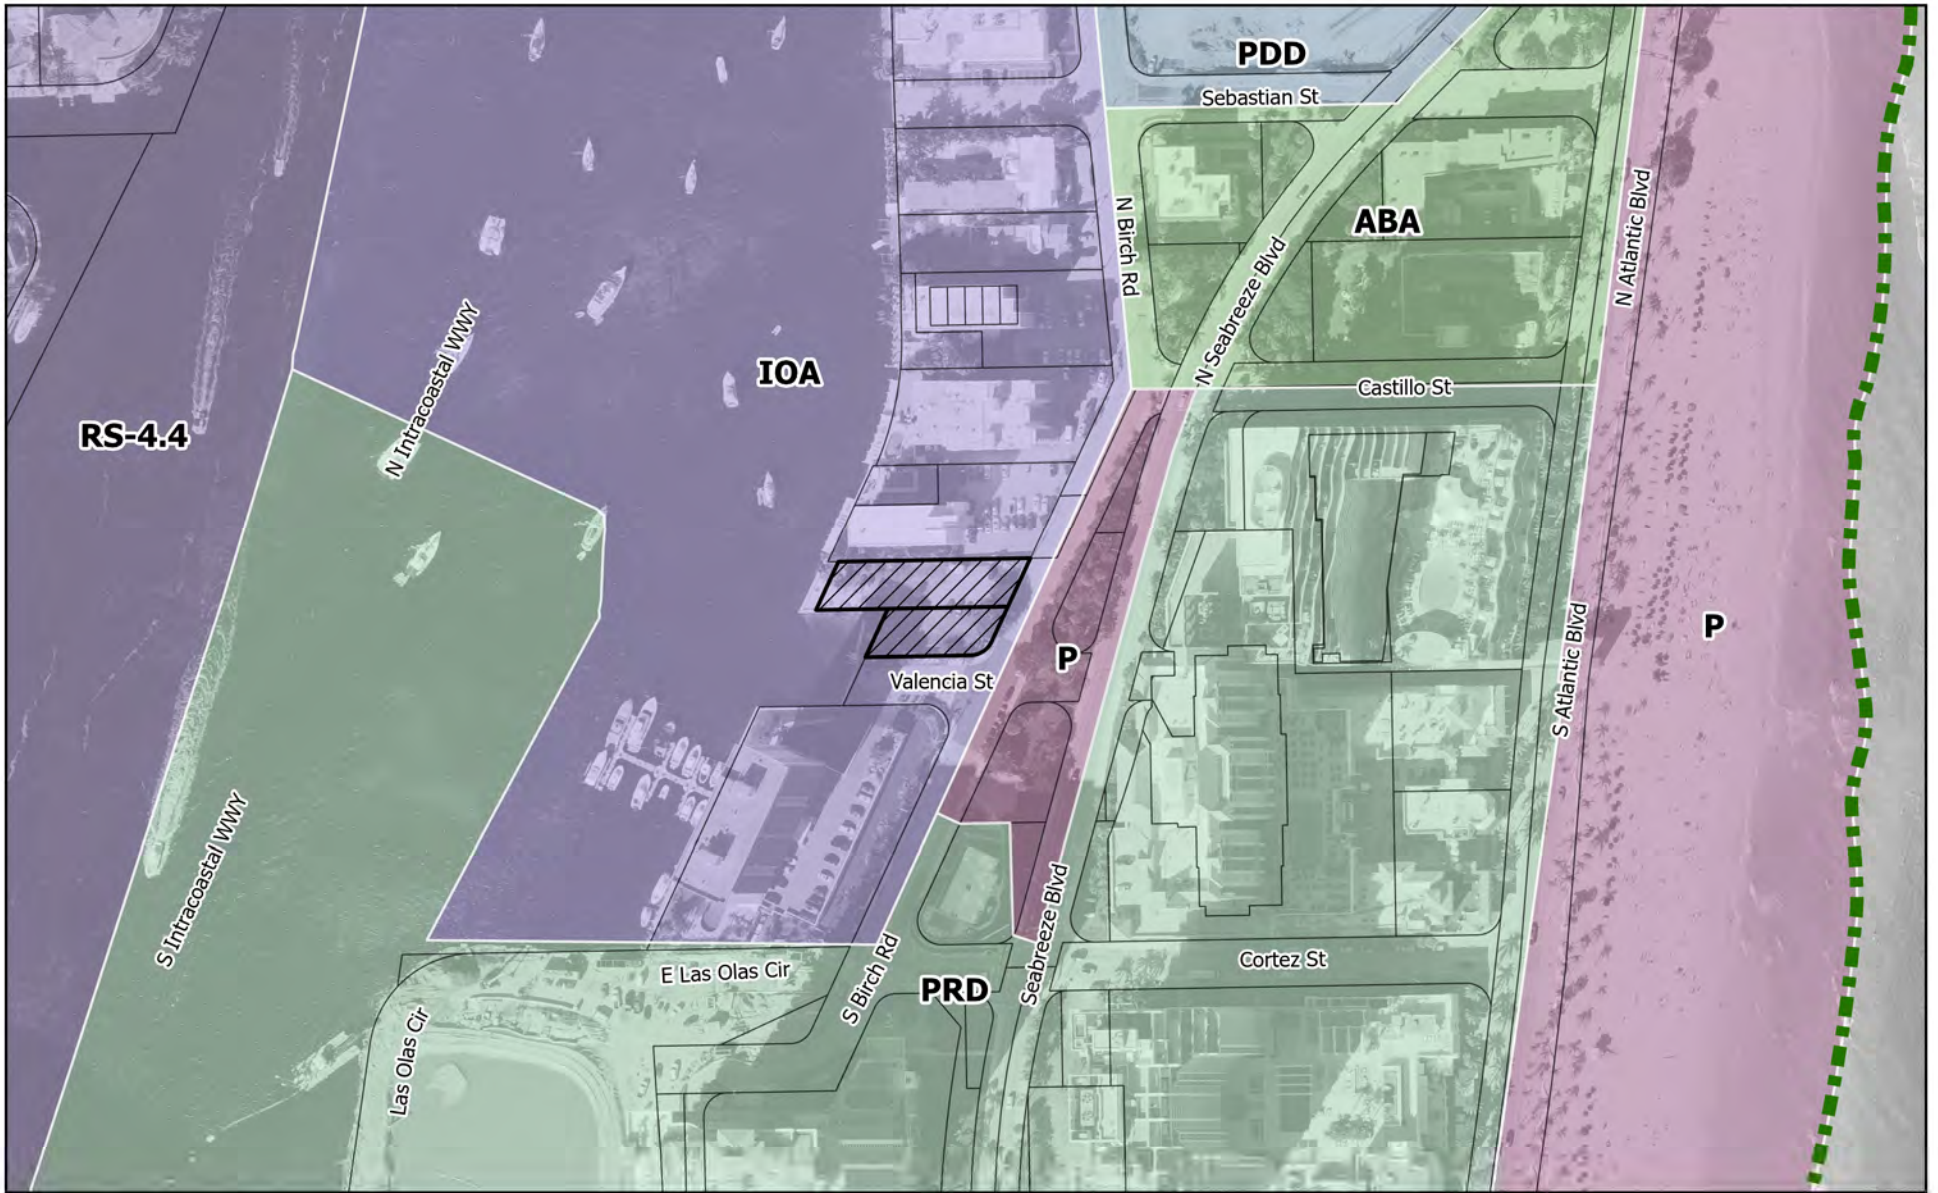 PDD
Sebastian St
ABA
N Birch Rd
N Atlantic Blvd
N Seabreeze Blvd
IOA
Castillo St
N Intracoastal WWY
RS-4.4
P
P
Valencia St
S Atlantic Blvd
S Intracoastal WWY
Seabreeze Blvd
Cortez St
E Las Olas Cir
S Birch Rd
PRD
Las Olas Cir